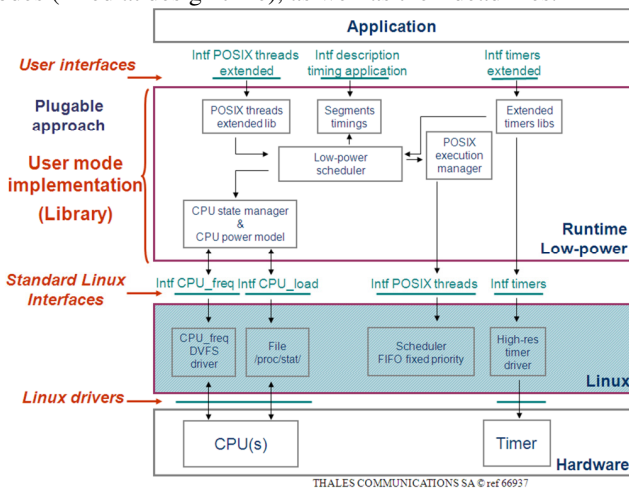 Application
User interfaces
Intf POSIX threads
extended
Intf description
timing application
Intf timers
extended
Plugable
approach
User mode
implementation
(Library)
POSIX threads
extended lib
Segments
timings
Extended
timers libs
Low-power
scheduler
POSIX
execution
manager
CPU state manager
&
CPU power model
Runtime
Low-power
Standard Linux
Interfaces
Intf CPU_freq
Intf CPU_load
Intf POSIX threads
Intf timers
CPU_freq
DVFS
driver
File
/proc/stat/
Scheduler
FIFO fixed priority
High-res
timer
driver
Linux
Linux drivers
CPU(s)
Timer
Hardware
THALES COMMUNICATIONS SA © ref 66937